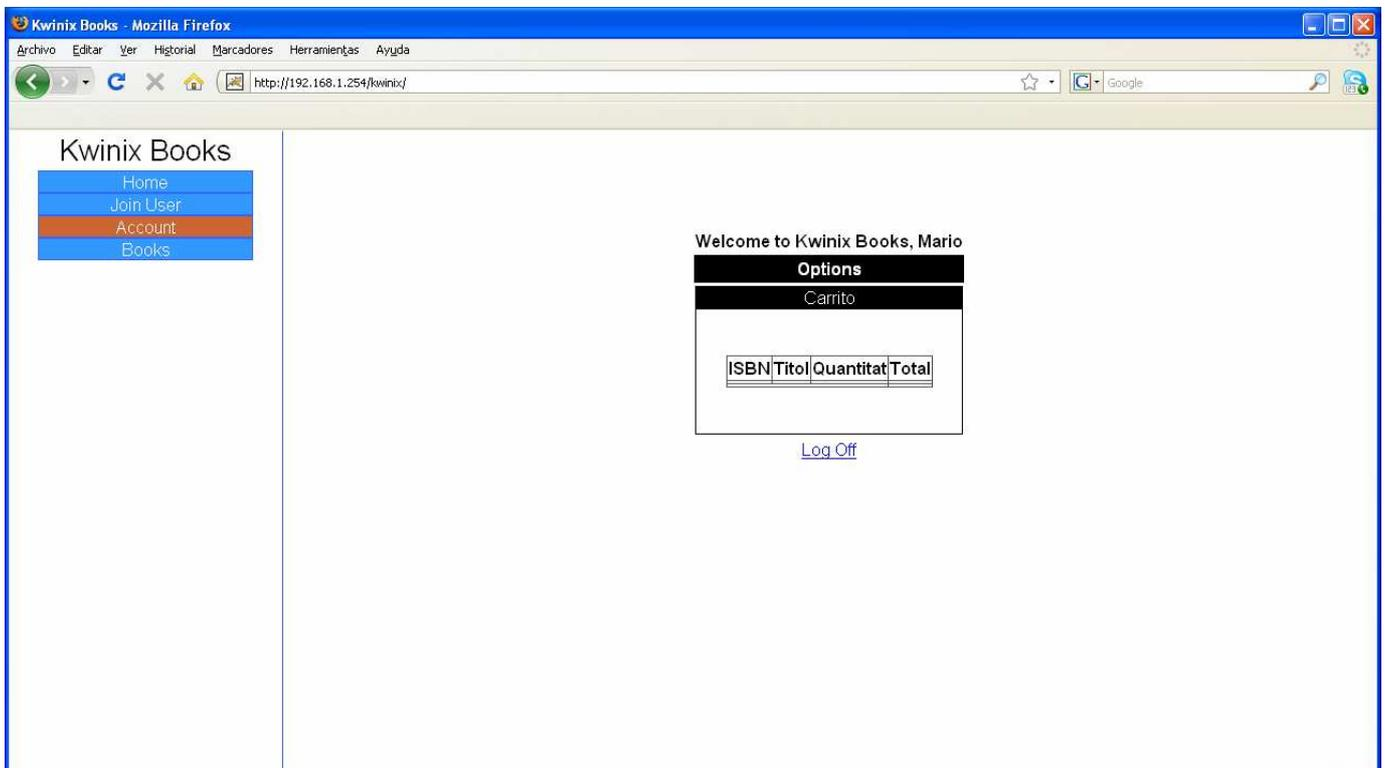 Kwinix Books - Mozilla Firefox
Archivo Editar Ver Historial Marcadores Herramientas Ayuda
http://192.168.1.254/kwinix/
G Google
123
Kwinix Books
Home
Join User
Account
Books
Welcome to Kwinix Books, Mario
Options
Carrito
ISBN Titol Quantitat Total
Log Off